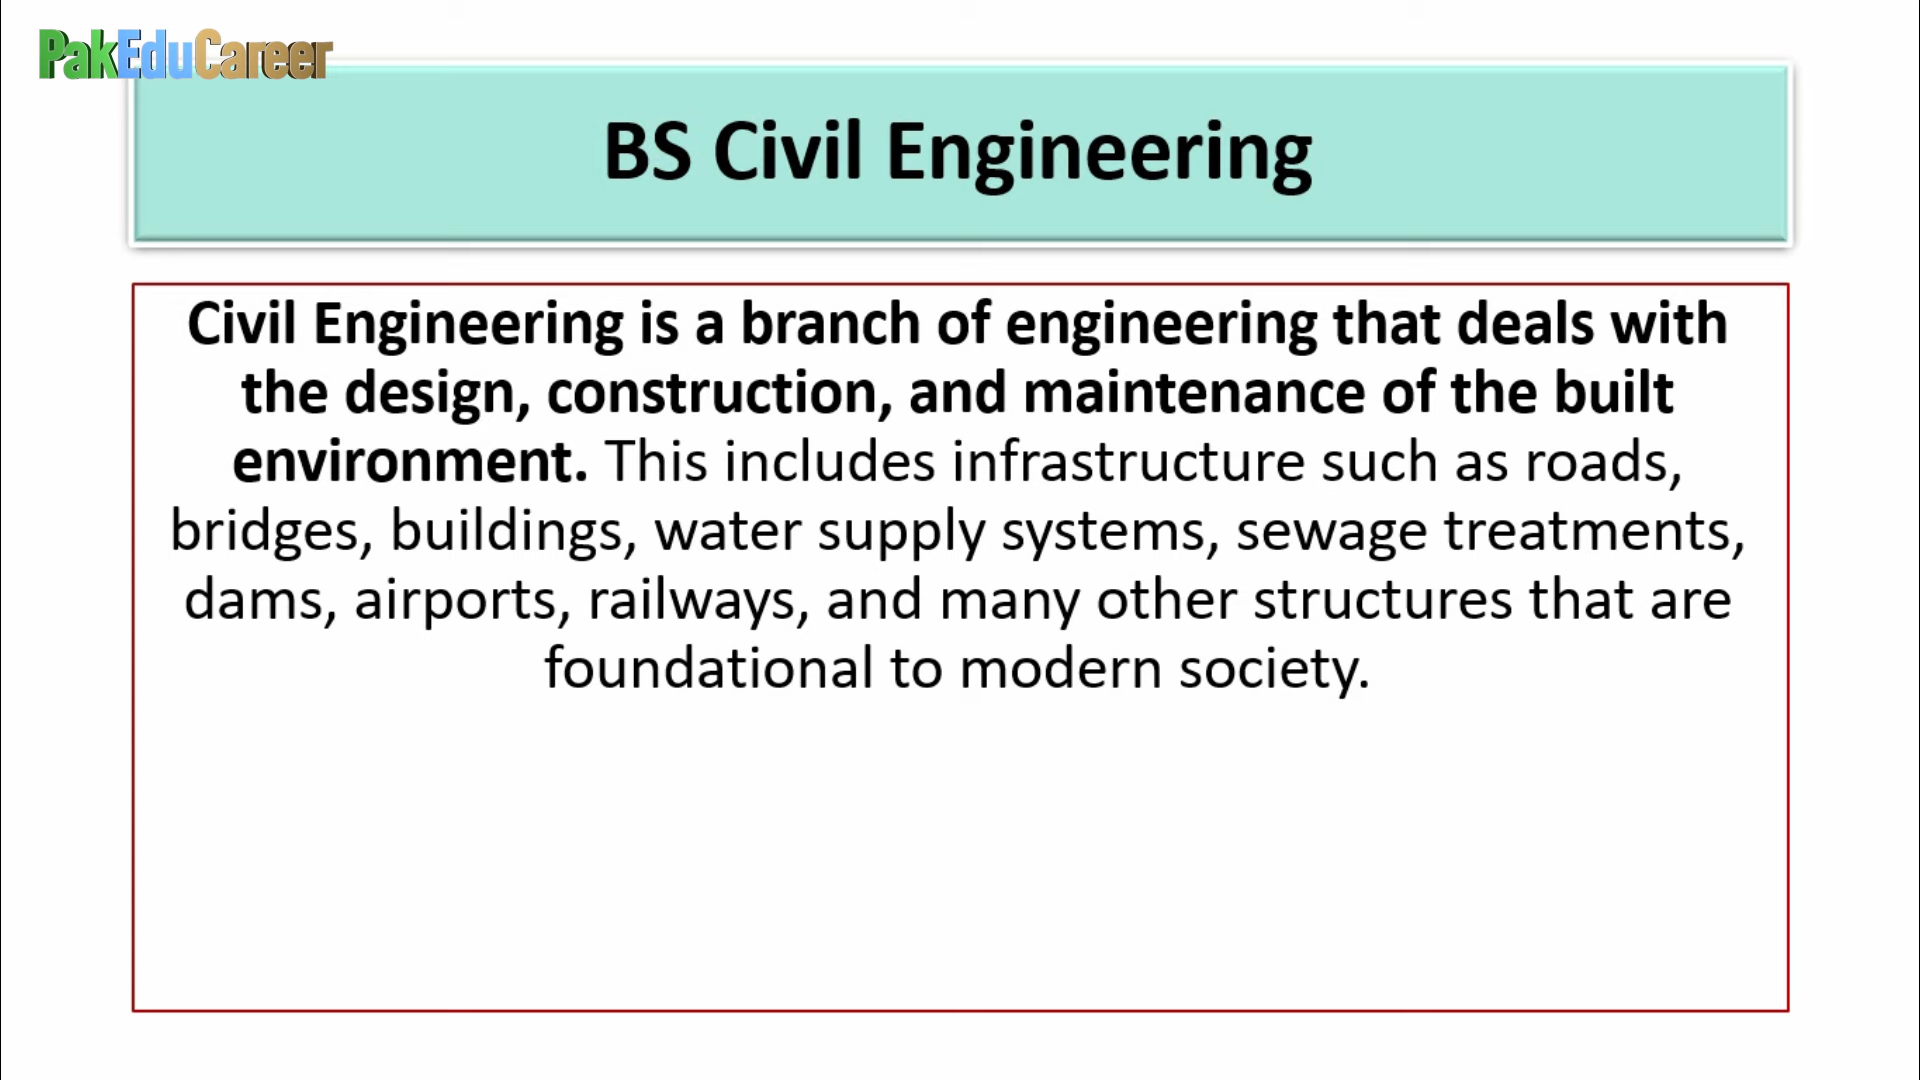 PakEduCareer
BS Civil Engineering
Civil Engineering is a branch of engineering that deals with
the design, construction, and maintenance of the built
environment. This includes infrastructure such as roads,
bridges, buildings, water supply systems, sewage treatments,
dams, airports, railways, and many other structures that are
foundational to modern society.